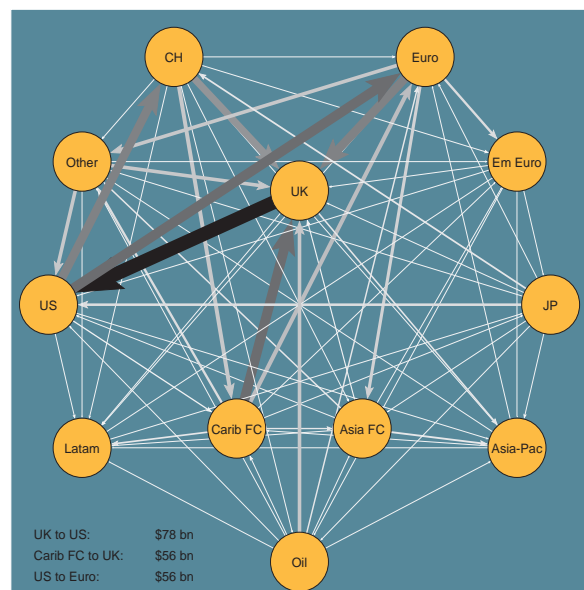 CH
Euro
Other
Em Euro
UK
US
JP
Latam
Carib FC
Asia FC
Asia-Pac
Oil
UK to US: $78 bn
Carib FC to UK: $56 bn
US to Euro: $56 bn